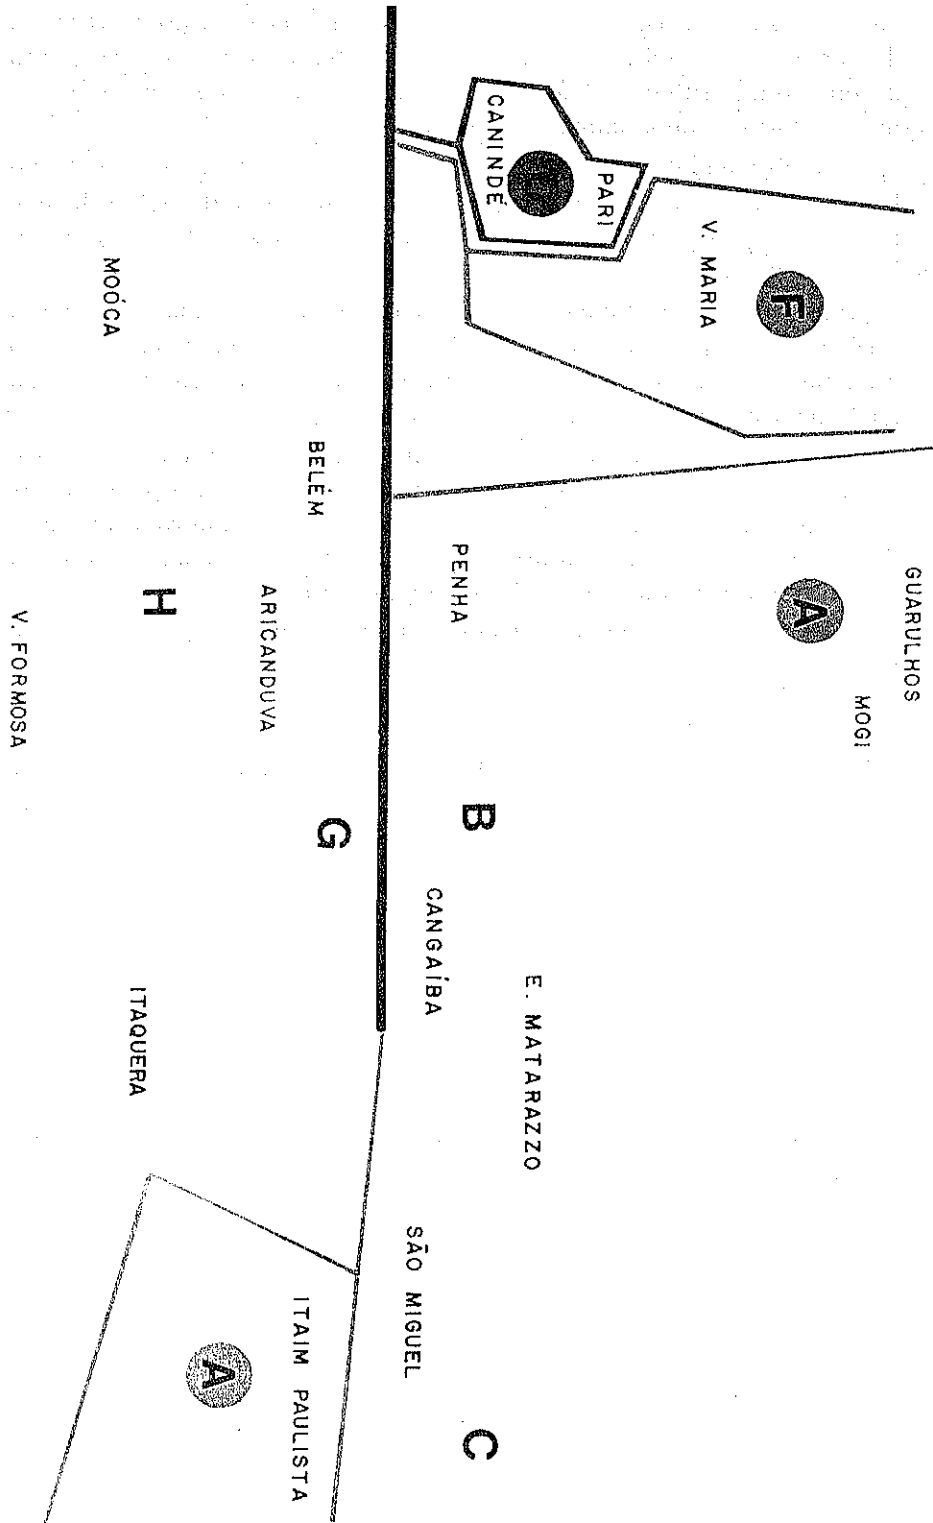 GUARULHOS
MOGI
A
F
V. MARIA
PARI
E. MATARAZZO
CANINDÉ
B
C
PENHA
CANGAÍBA
SÃO MIGUEL
G
BELÉM
ITAIM PAULISTA
ARICANDUVA
A
H
ITAQUERA
MOÓCA
V. FORMOSA